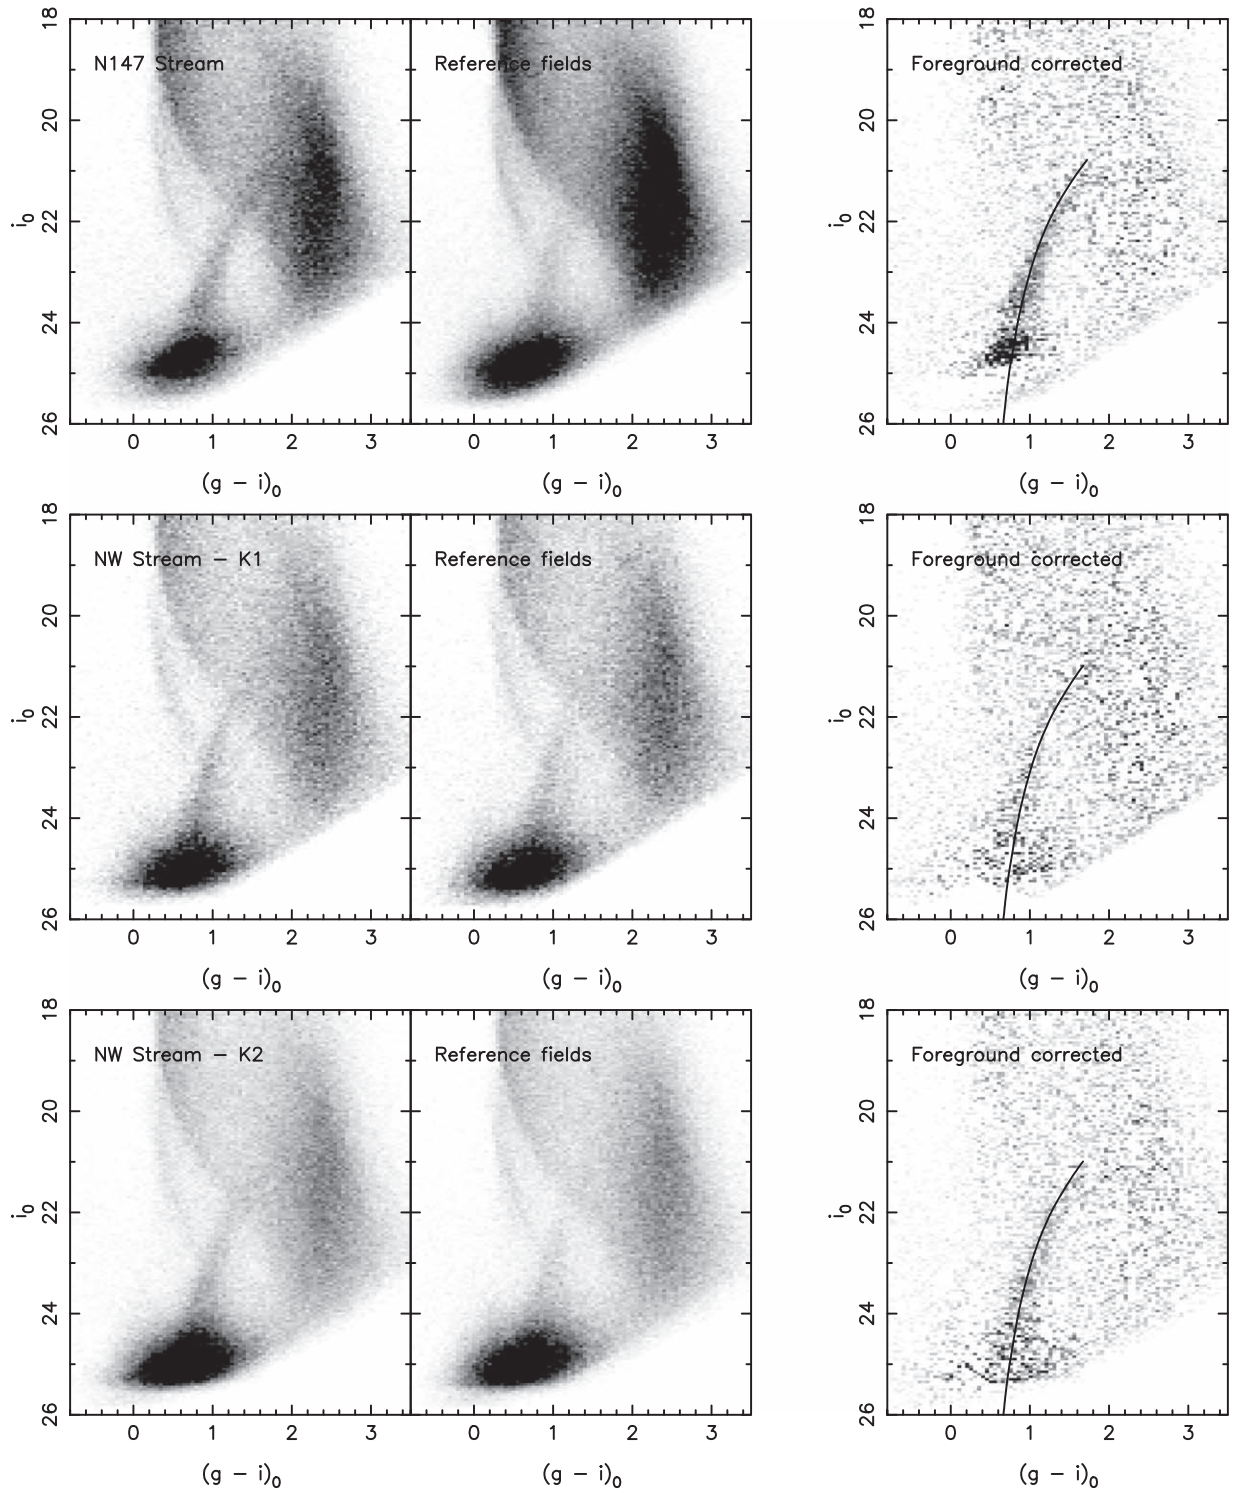 N147 Stream
Reference fields
Foreground corrected
18
20
22
24
26
i0
0 1 2 3
(g − i)0
0 1 2 3
(g − i)0
18
20
22
24
26
i0
0 1 2 3
(g − i)0
NW Stream − K1
Reference fields
Foreground corrected
18
20
22
24
26
i0
0 1 2 3
(g − i)0
0 1 2 3
(g − i)0
18
20
22
24
26
i0
0 1 2 3
(g − i)0
NW Stream − K2
Reference fields
Foreground corrected
18
20
22
24
26
i0
0 1 2 3
(g − i)0
0 1 2 3
(g − i)0
18
20
22
24
26
i0
0 1 2 3
(g − i)0